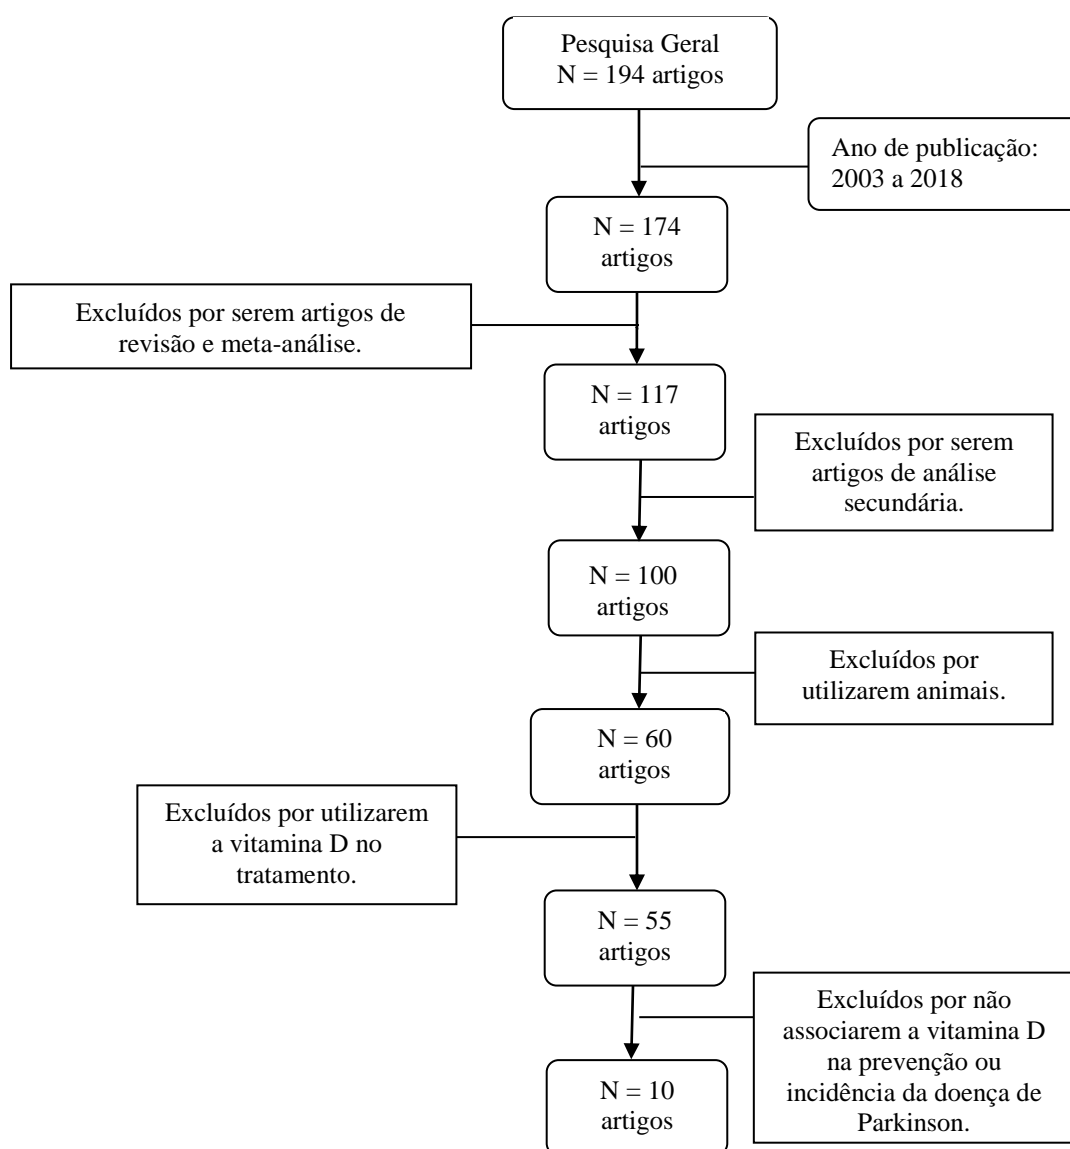 Pesquisa Geral
N = 194 artigos
Ano de publicação:
2003 a 2018
N = 174
artigos
Excluídos por serem artigos de
revisão e meta-análise.
N = 117
artigos
Excluídos por serem
artigos de análise
secundária.
N = 100
artigos
Excluídos por
utilizarem animais.
N = 60
artigos
Excluídos por utilizarem
a vitamina D no
tratamento.
N = 55
artigos
Excluídos por não
associarem a vitamina D
na prevenção ou
incidência da doença de
Parkinson.
N = 10
artigos